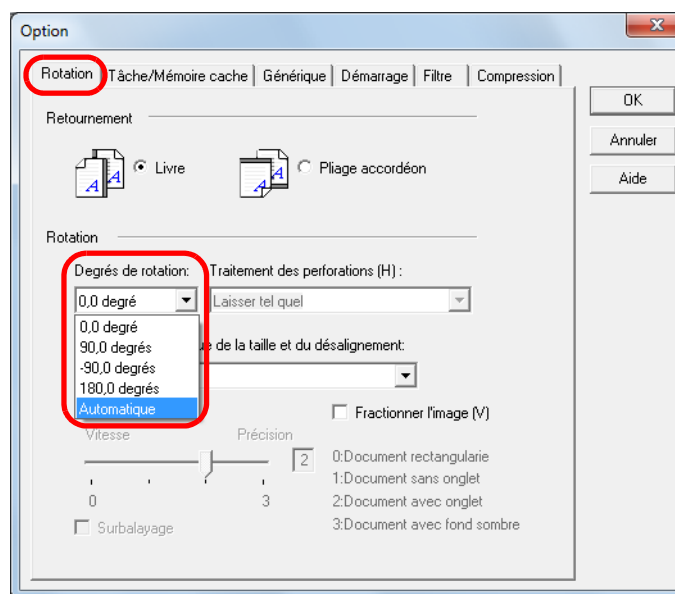 Option
Rotation Tâche/Mémoire cache Générique Démarrage Filtre Compression
OK
Annuler
Aide
Retournement
A A Livre
A A Pliage accordéon
Rotation
Degrés de rotation: Traitement des perforations (H) :
0,0 degré Laisser tel quel
0,0 degré
90,0 degrés
de la taille et du désalignement:
-90,0 degrés
180,0 degrés
Automatique
Fractionner l'image (V)
Vitesse Précision
2
0:Document rectangularie
1:Document sans onglet
0 3
2:Document avec onglet
Surbalayage
3:Document avec fond sombre